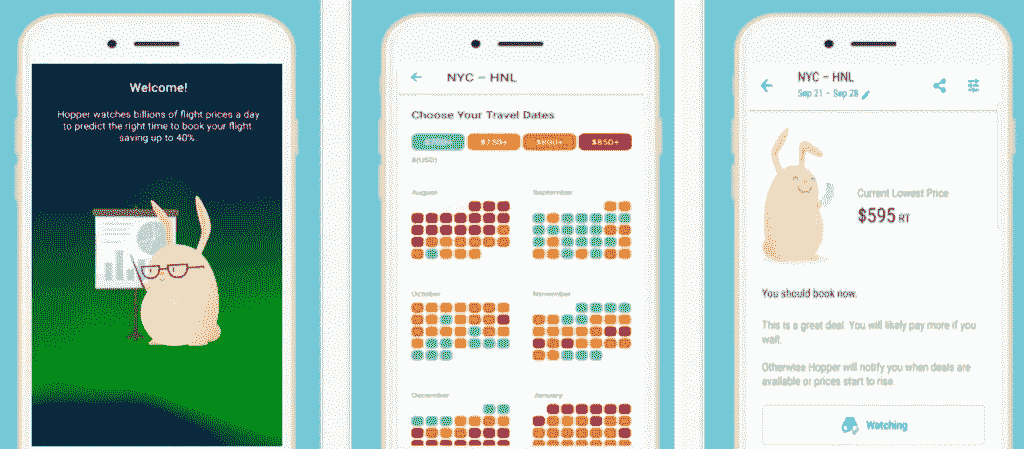 Welcome!
Hopper watches billions of flight prices a day
to predict the right time to book your flight,
saving up to 40%.
NYC – HNL
Choose Your Travel Dates
$730+
$800+
$850+
$(USD)
August
September
October
November
December
January
NYC – HNL
Sep 21 – Sep 28
Current Lowest Price
$595 RT
You should book now.
This is a great deal. You will likely pay more if you
wait.
Otherwise Hopper will notify you when deals are
available or prices start to rise.
Watching